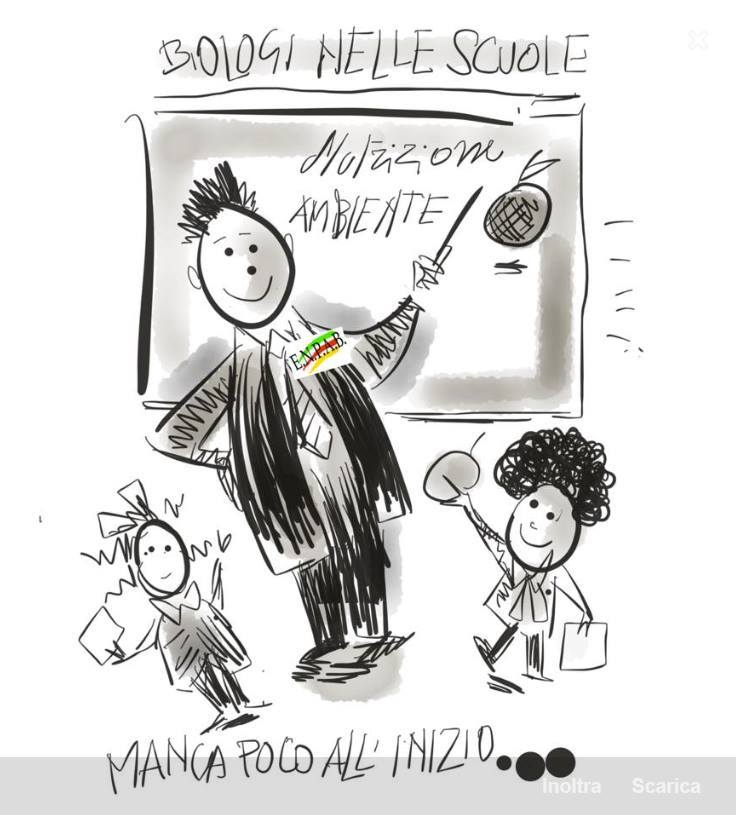 BIOLOGI NELLE SCUOLE
Nutrizione
AMBIENTE
E.N.P.A.B.
MANCA POCO ALL' INIZIO...
Inoltra Scarica